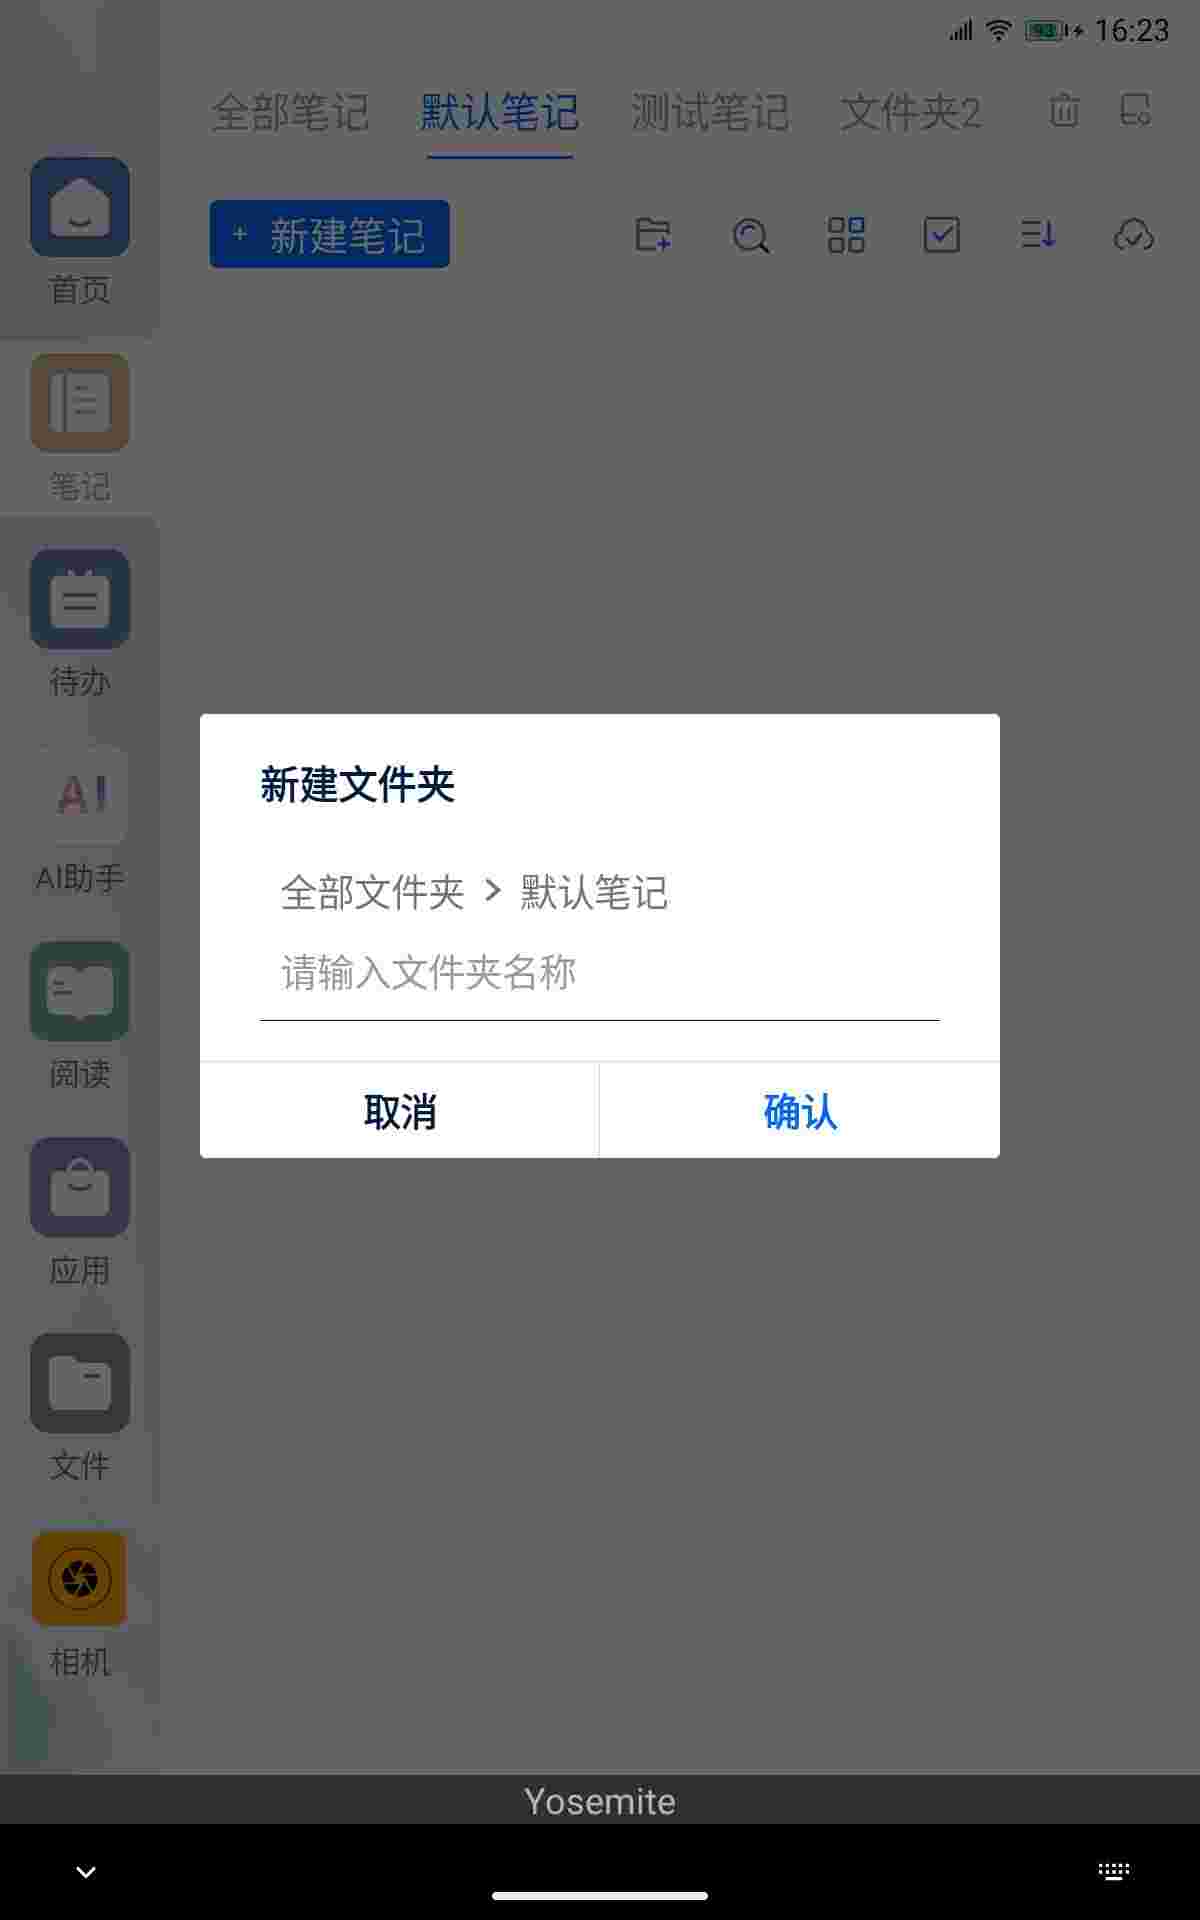 93 16:23
全部笔记 默认笔记 测试笔记 文件夹2
+ 新建笔记
首页
笔记
待办
AI
AI助手
阅读
应用
文件
相机
新建文件夹
全部文件夹 > 默认笔记
请输入文件夹名称
取消 确认
Yosemite